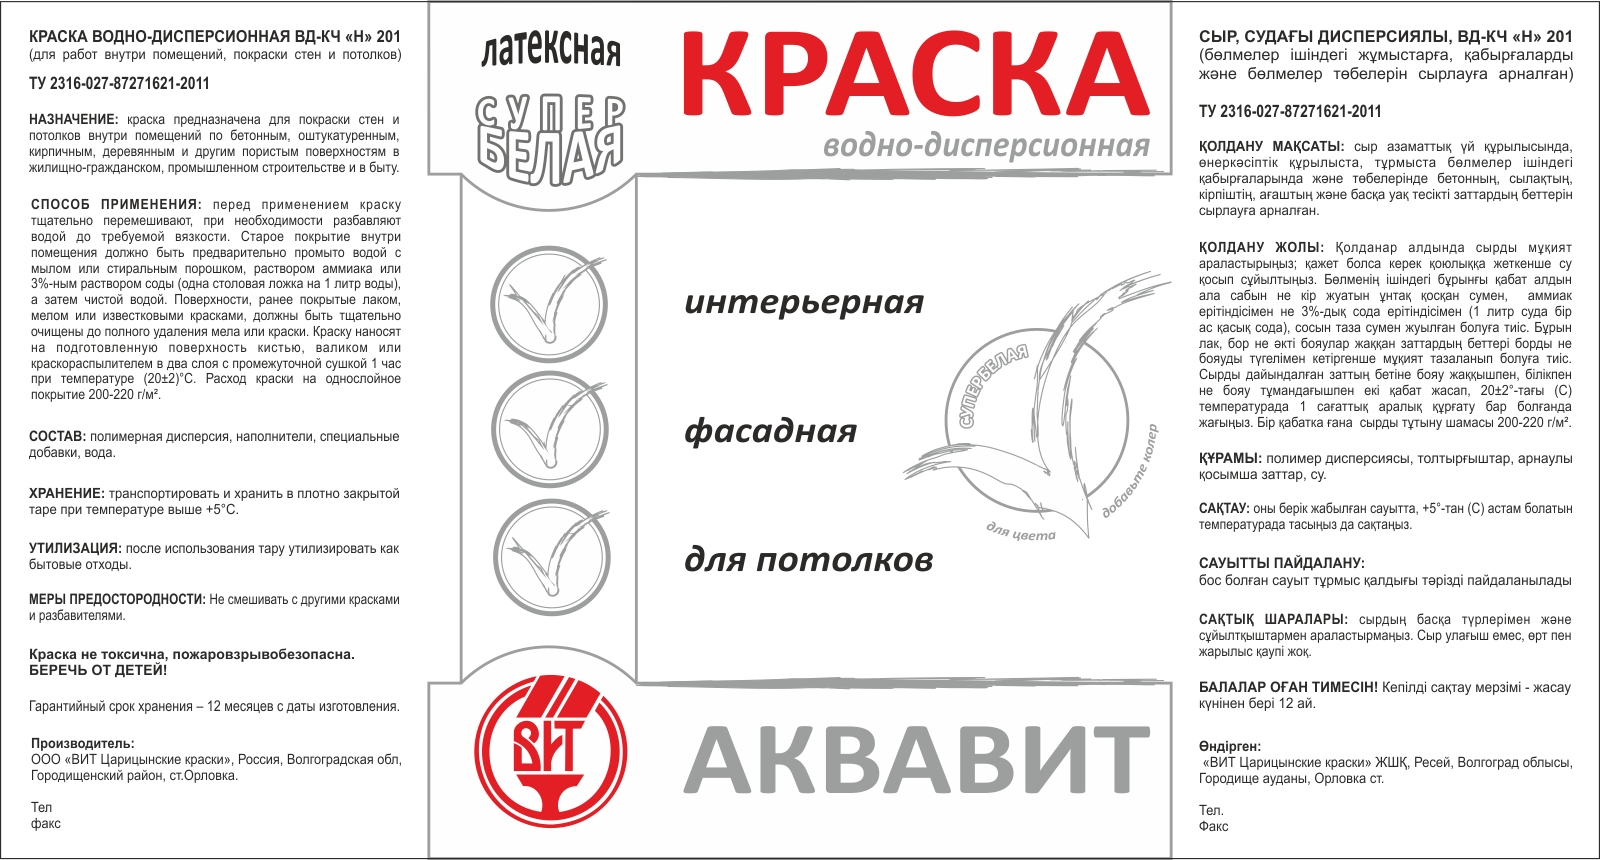 КРАСКА ВОДНО-ДИСПЕРСИОННАЯ ВД-КЧ «Н» 201
(для работ внутри помещений, покраски стен и потолков)
ТУ 2316-027-87271621-2011
НАЗНАЧЕНИЕ: краска предназначена для покраски стен и
потолков внутри помещений по бетонным, оштукатуренным,
кирпичным, деревянным и другим пористым поверхностям в
жилищно-гражданском, промышленном строительстве и в быту.
СПОСОБ ПРИМЕНЕНИЯ: перед применением краску
тщательно перемешивают, при необходимости разбавляют
водой до требуемой вязкости. Старое покрытие внутри
помещения должно быть предварительно промыто водой с
мылом или стиральным порошком, раствором аммиака или
3%-ным раствором соды (одна столовая ложка на 1 литр воды),
а затем чистой водой. Поверхности, ранее покрытые лаком,
мелом или известковыми красками, должны быть тщательно
очищены до полного удаления мела или краски. Краску наносят
на подготовленную поверхность кистью, валиком или
краскораспылителем в два слоя с промежуточной сушкой 1 час
при температуре (20±2)°С. Расход краски на однослойное
покрытие 200-220 г/м².
СОСТАВ: полимерная дисперсия, наполнители, специальные
добавки, вода.
ХРАНЕНИЕ: транспортировать и хранить в плотно закрытой
таре при температуре выше +5°С.
УТИЛИЗАЦИЯ: после использования тару утилизировать как
бытовые отходы.
МЕРЫ ПРЕДОСТОРОДНОСТИ: Не смешивать с другими красками
и разбавителями.
Краска не токсична, пожаровзрывобезопасна.
БЕРЕЧЬ ОТ ДЕТЕЙ!
Гарантийный срок хранения – 12 месяцев с даты изготовления.
Производитель:
ООО «ВИТ Царицынские краски», Россия, Волгоградская обл,
Городищенский район, ст.Орловка.
Тел
факс
латексная
СУПЕР
БЕЛАЯ
КРАСКА
водно-дисперсионная
интерьерная
фасадная
для потолков
СУПЕРБЕЛАЯ
для цвета
добавьте колер
ВИТ
АКВАВИТ
СЫР, СУДАҒЫ ДИСПЕРСИЯЛЫ, ВД-КЧ «Н» 201
(бөлмелер ішіндегі жұмыстарға, қабырғаларды
және бөлмелер төбелерін сырлауға арналған)
ТУ 2316-027-87271621-2011
ҚОЛДАНУ МАҚСАТЫ: сыр азаматтық үй құрылысында,
өнеркәсіптік құрылыста, тұрмыста бөлмелер ішіндегі
қабырғаларында және төбелерінде бетонның, сылақтың,
кірпіштің, ағаштың және басқа уақ тесікті заттардың беттерін
сырлауға арналған.
ҚОЛДАНУ ЖОЛЫ: Қолданар алдында сырды мұқият
араластырыңыз; қажет болса керек қоюлыққа жеткенше су
қосып сұйылтыңыз. Бөлменің ішіндегі бұрынғы қабат алдын
ала сабын не кір жуатын ұнтақ қосқан сумен, аммиак
ерітіндісімен не 3%-дық сода ерітіндісімен (1 литр суда бір
ас қасық сода), сосын таза сумен жуылған болуға тиіс. Бұрын
лак, бор не әкті бояулар жаққан заттардың беттері борды не
бояуды түгелімен кетіргенше мұқият тазаланып болуға тиіс.
Сырды дайындалған заттың бетіне бояу жаққышпен, білікпен
не бояу тұмандағышпен екі қабат жасап, 20±2°-тағы (С)
температурада 1 сағаттық аралық құрғату бар болғанда
жағыңыз. Бір қабатка ғана сырды тұтыну шамасы 200-220 г/м².
ҚҰРАМЫ: полимер дисперсиясы, толтырғыштар, арнаулы
қосымша заттар, су.
САҚТАУ: оны берік жабылған сауытта, +5°-тан (С) астам болатын
температурада тасыңыз да сақтаңыз.
САУЫТТЫ ПАЙДАЛАНУ:
бос болған сауыт тұрмыс қалдығы тәрізді пайдаланылады
САҚТЫҚ ШАРАЛАРЫ: сырдың басқа түрлерімен және
сұйылтқыштармен араластырмаңыз. Сыр улағыш емес, өрт пен
жарылыс қаупі жоқ.
БАЛАЛАР ОҒАН ТИМЕСІН! Кепілді сақтау мерзімі - жасау
күнінен бері 12 ай.
Өндірген:
«ВИТ Царицынские краски» ЖШҚ, Ресей, Волгоград облысы,
Городище ауданы, Орловка ст.
Тел.
Факс